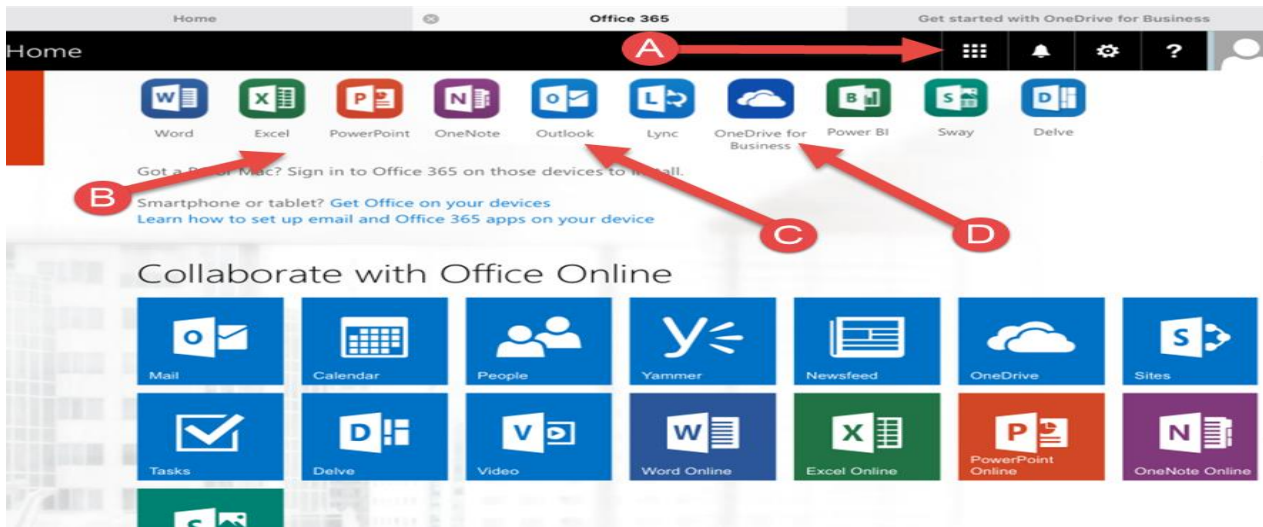 Home Office 365 Get started with OneDrive for Business
Home A ?
W X P N O L B S D
Word Excel PowerPoint OneNote Outlook Lync OneDrive for Business Power BI Sway Delve
Got a or Mac? Sign in to Office 365 on those devices to install.
B
Smartphone or tablet? Get Office on your devices
Learn how to set up email and Office 365 apps on your device
C D
Collaborate with Office Online
O Y S
Mail Calendar People Yammer Newsfeed OneDrive Sites
D V W X P N
Tasks Delve Video Word Online Excel Online PowerPoint Online OneNote Online
S